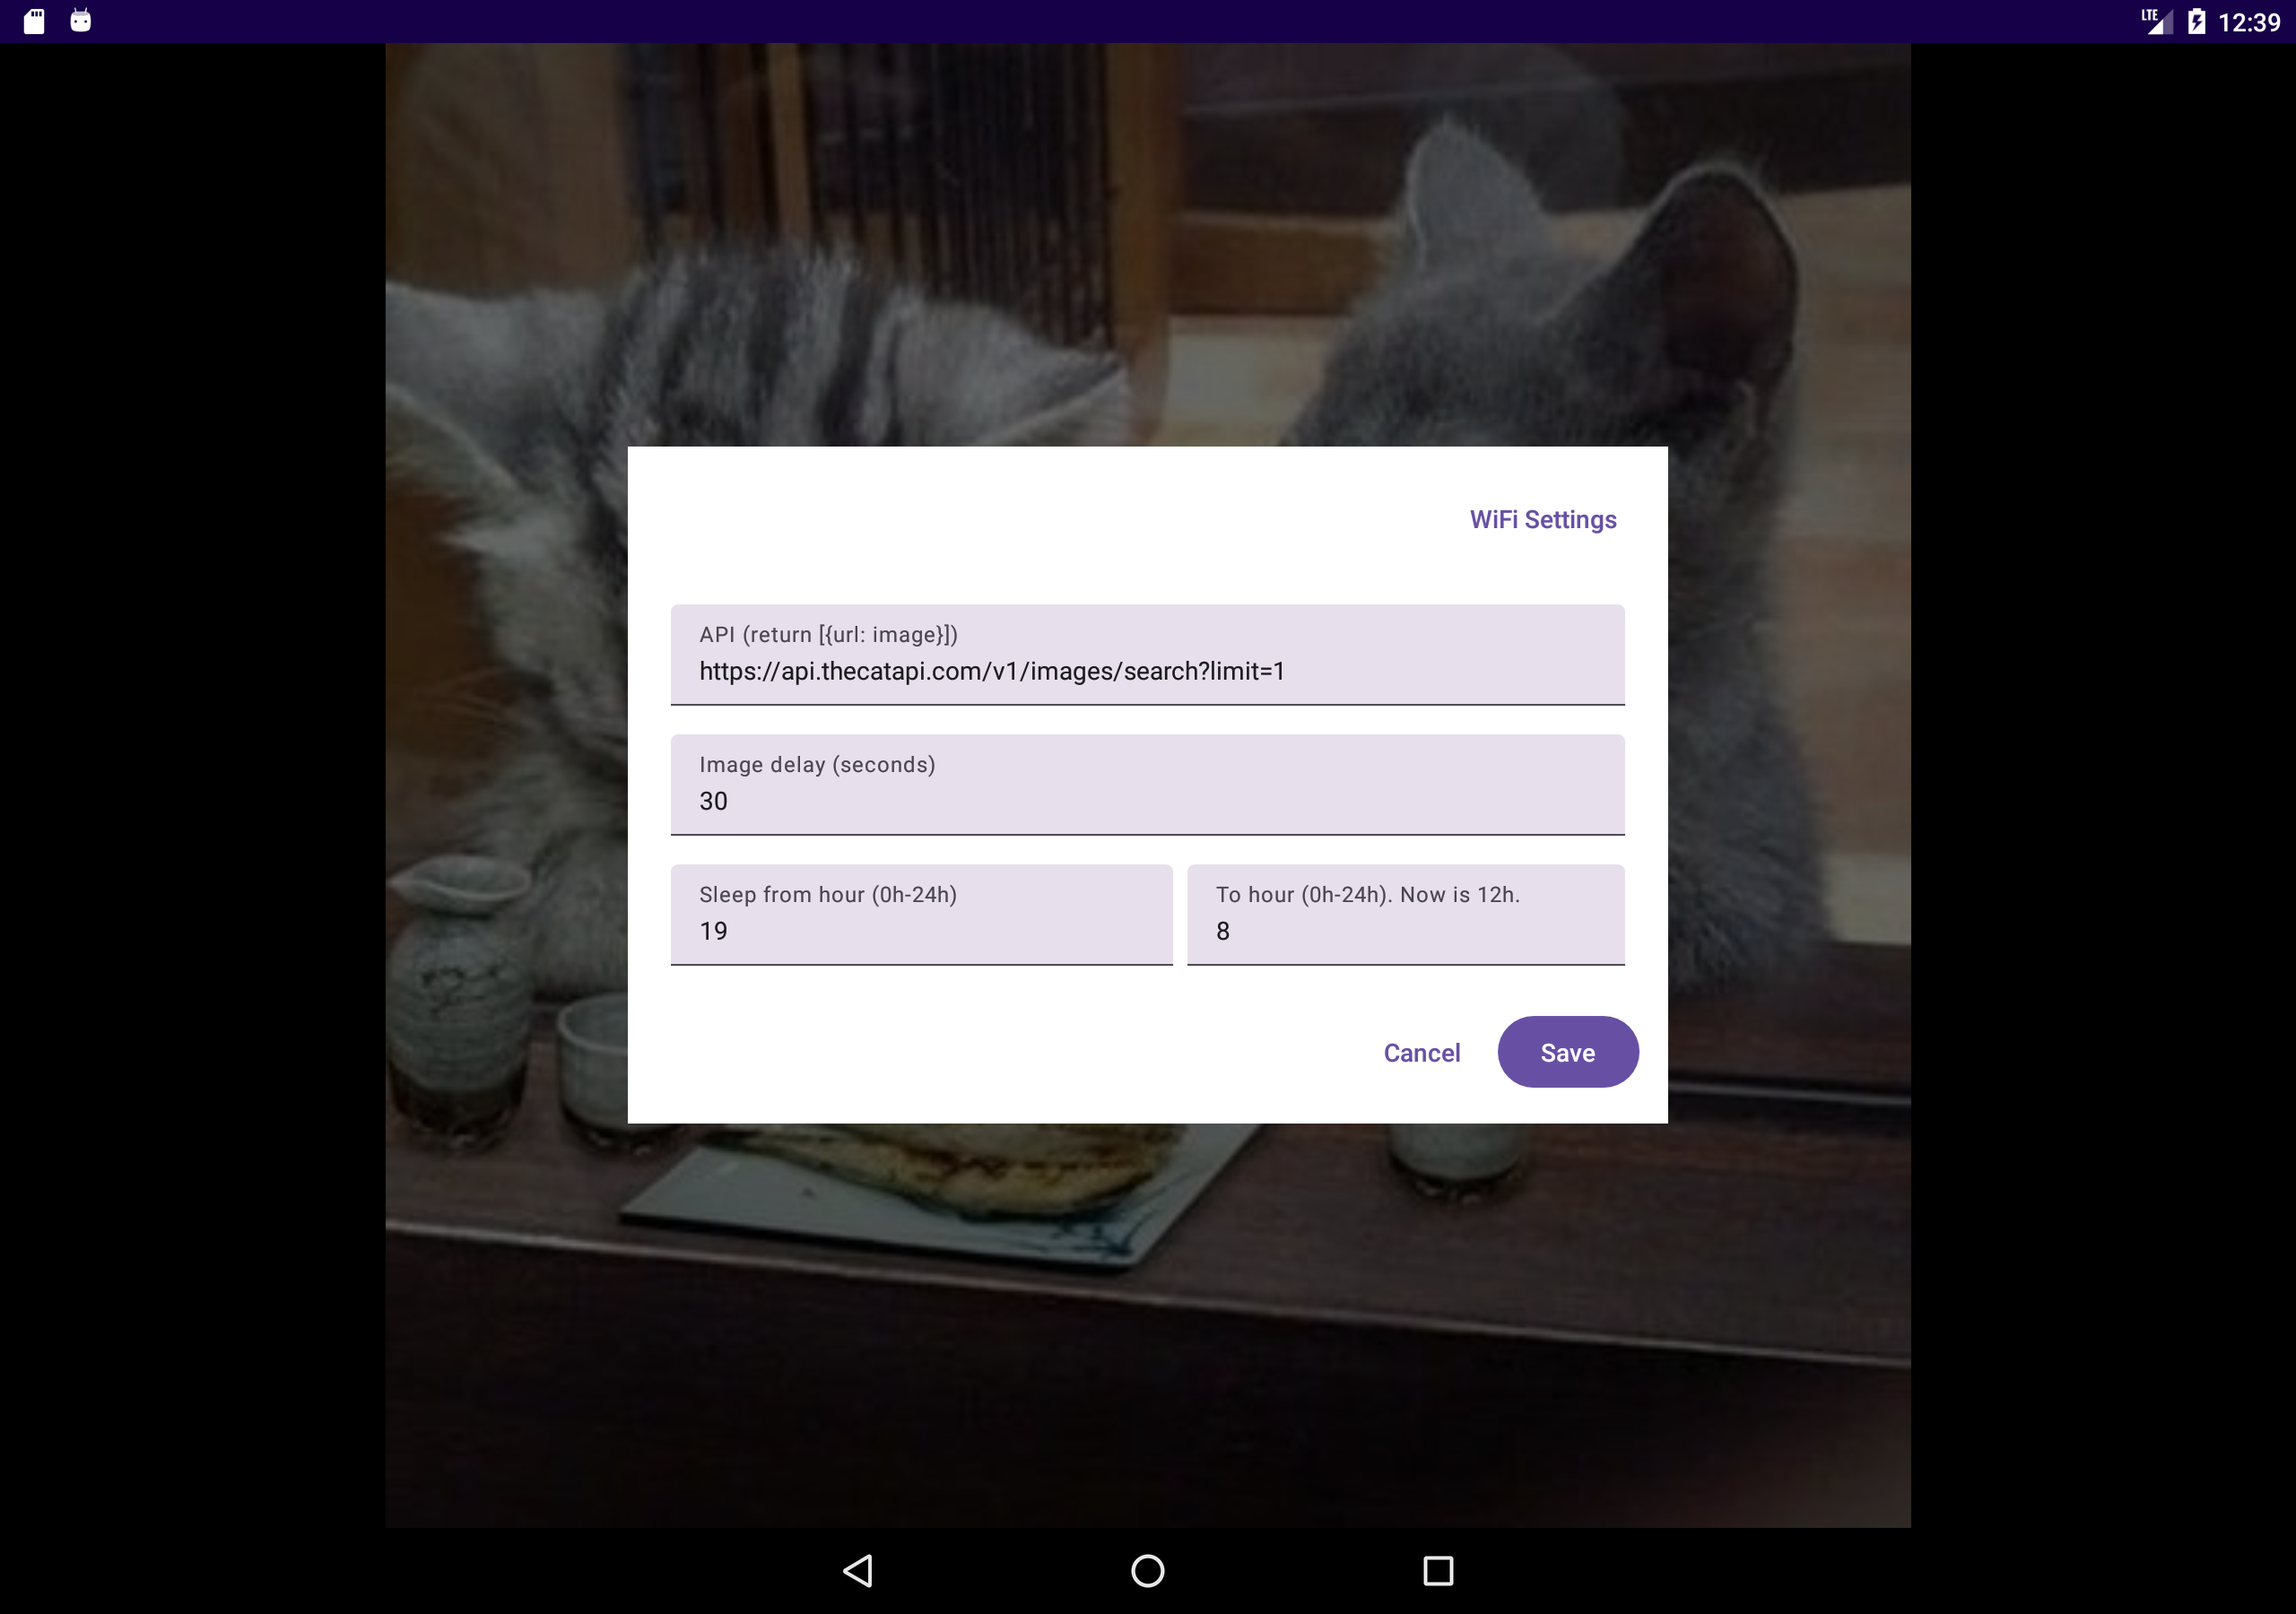 LTE 12:39
WiFi Settings
API (return [{url: image}])
https://api.thecatapi.com/v1/images/search?limit=1
Image delay (seconds)
30
Sleep from hour (0h-24h)
19
To hour (0h-24h). Now is 12h.
8
Cancel
Save